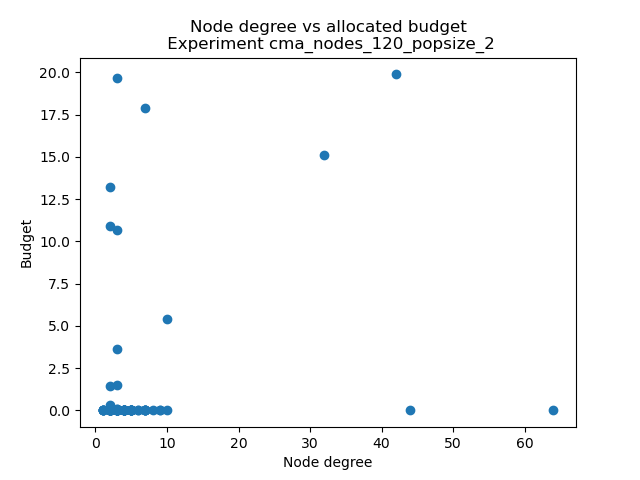 Node degree vs allocated budget
Experiment cma_nodes_120_popsize_2
20.0
17.5
15.0
12.5
10.0
7.5
5.0
2.5
0.0
Budget
0 10 20 30 40 50 60
Node degree